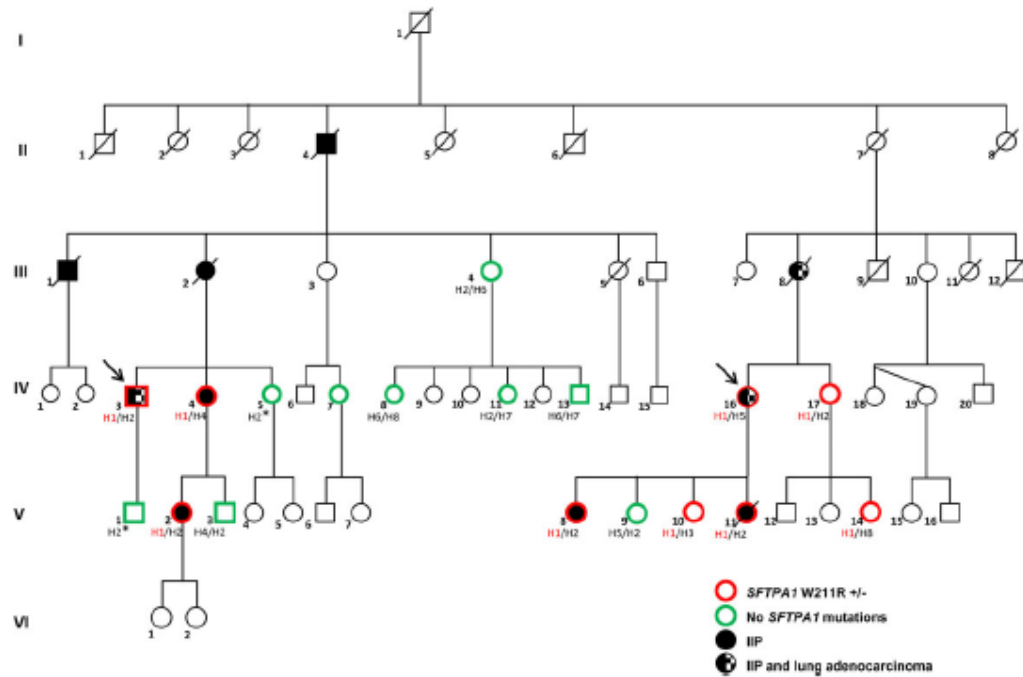 I
1
II
1 2 3 4 5 6 7 8
III
1 2 3 4 5 6 7 8 9 10 11 12
H2/H6
IV
1 2 3 4 5 6 7 8 9 10 11 12 13 14 15 16 17 18 19 20
H1/H2 H1/H4 H2* H6/H8 H2/H7 H6/H7 H1/H5 H1/H2
V
1 2 3 4 5 6 7 8 9 10 11 12 13 14 15 16
H2* H1/H2 H4/H2 H1/H2 H5/H2 H1/H3 H1/H2 H1/H8
SFTPA1 W211R +/-
No SFTPA1 mutations
VI
1 2
IIP
IIP and lung adenocarcinoma